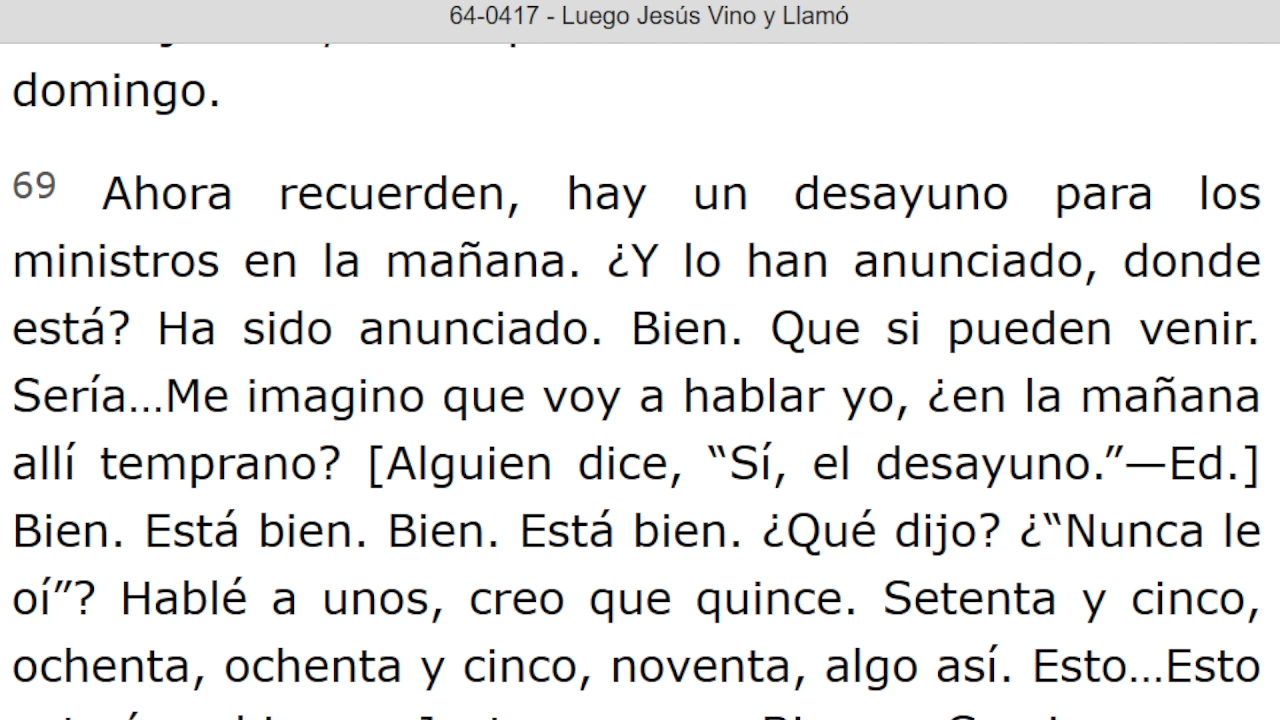 64-0417 - Luego Jesús Vino y Llamó
domingo.
69 Ahora recuerden, hay un desayuno para los
ministros en la mañana. ¿Y lo han anunciado, donde
está? Ha sido anunciado. Bien. Que si pueden venir.
Sería...Me imagino que voy a hablar yo, ¿en la mañana
allí temprano? [Alguien dice, “Sí, el desayuno.”—Ed.]
Bien. Está bien. Bien. Está bien. ¿Qué dijo? ¿“Nunca le
oí”? Hablé a unos, creo que quince. Setenta y cinco,
ochenta, ochenta y cinco, noventa, algo así. Esto...Esto